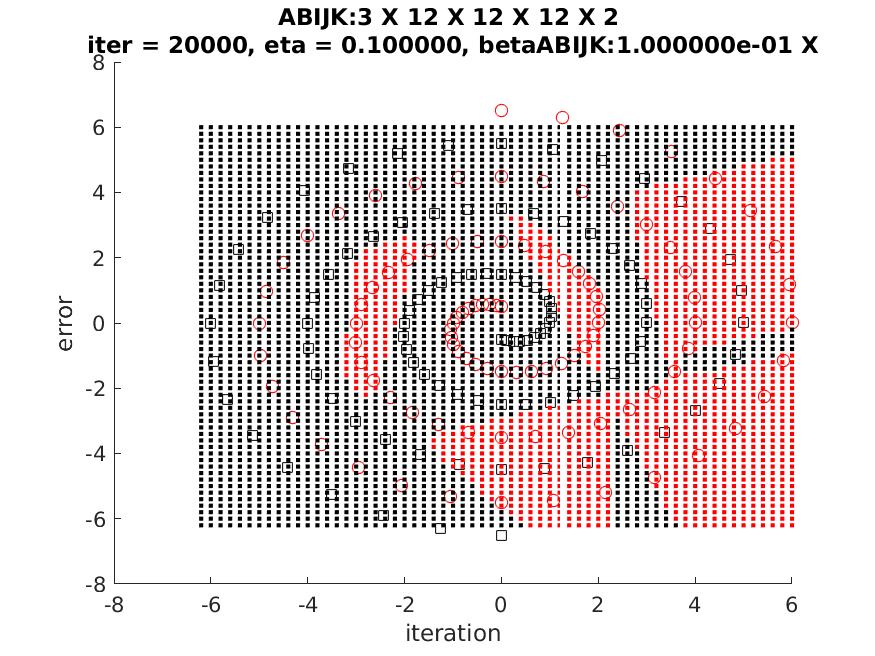 ABIJK:3 X 12 X 12 X 12 X 2
iter = 20000, eta = 0.100000, betaABIJK:1.000000e-01 X
8
6
4
2
0
-2
-4
-6
-8
error
-8 -6 -4 -2 0 2 4 6
iteration